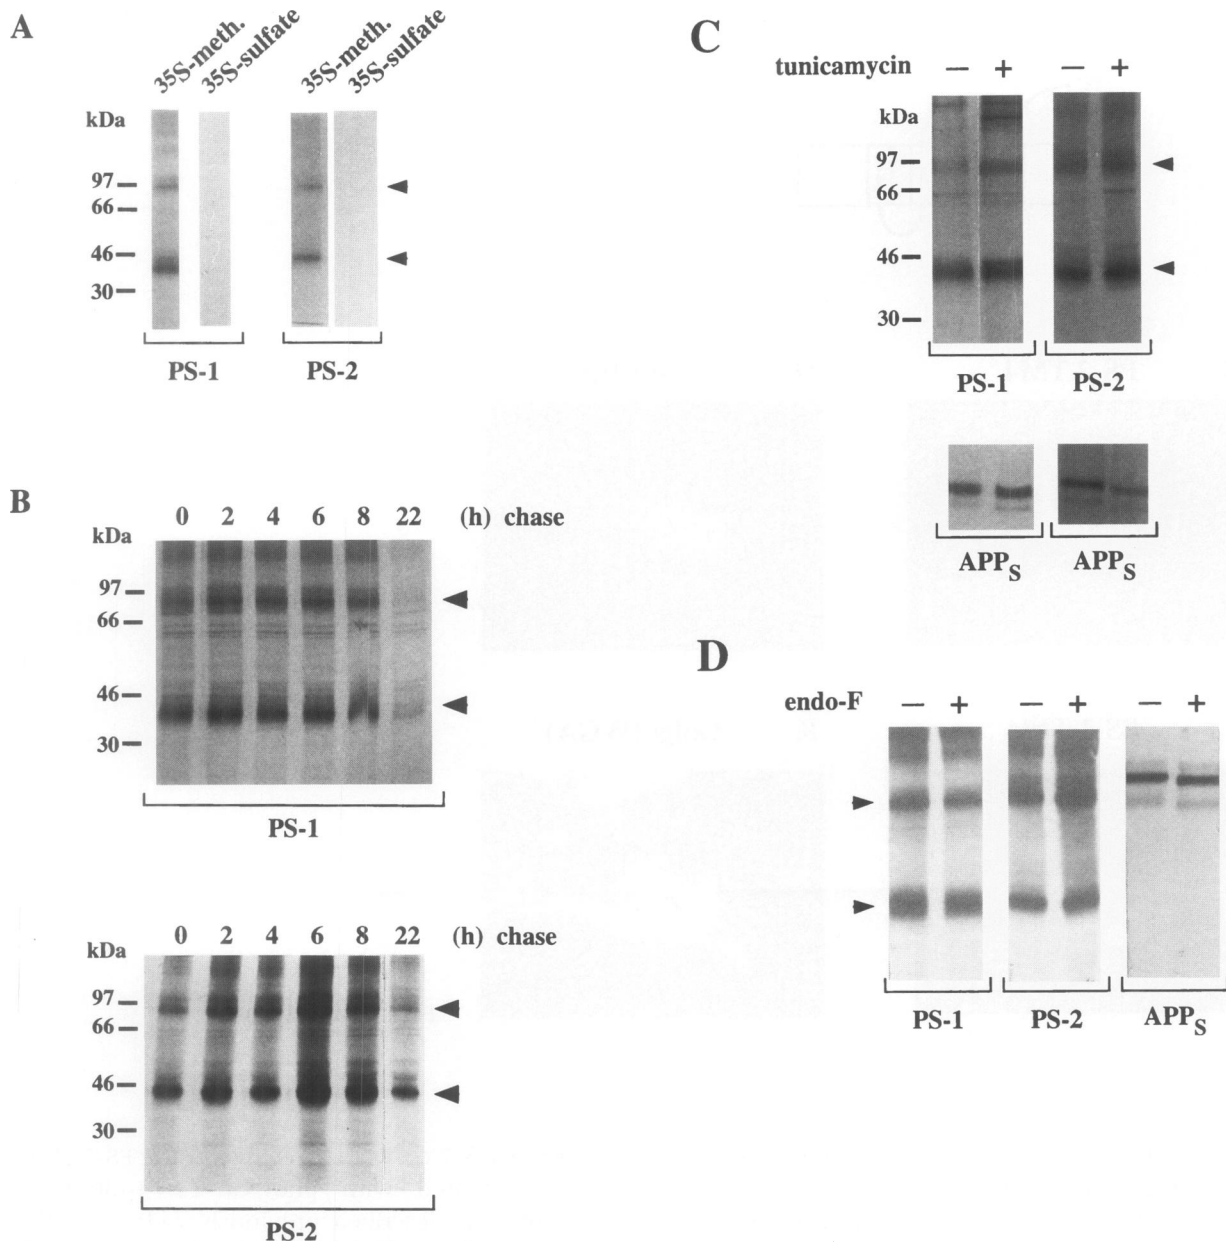 A
35S-meth.
35S-sulfate
35S-meth.
35S-sulfate
kDa
97
66
46
30
PS-1
PS-2
B
0 2 4 6 8 22 (h) chase
kDa
97
66
46
30
PS-1
0 2 4 6 8 22 (h) chase
kDa
97
66
46
30
PS-2
C
tunicamycin — + — +
kDa
97
66
46
30
PS-1 PS-2
APPS APPS
D
endo-F — + — + — +
PS-1 PS-2 APPS